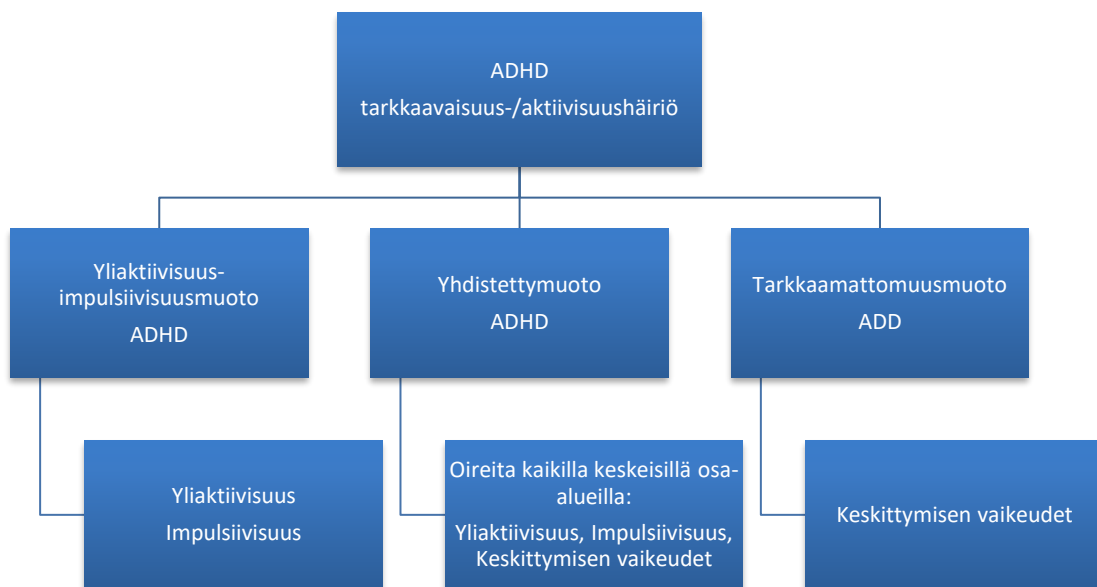 ADHD
tarkkaavaisuus-/aktiivisuushäiriö
Yliaktiivisuus-
impulsiivisuusmuoto
ADHD
Yhdistettymuoto
ADHD
Tarkkaamattomuusmuoto
ADD
Yliaktiivisuus
Impulsiivisuus
Oireita kaikilla keskeisillä osa-
alueilla:
Yliaktiivisuus, Impulsiivisuus,
Keskittymisen vaikeudet
Keskittymisen vaikeudet